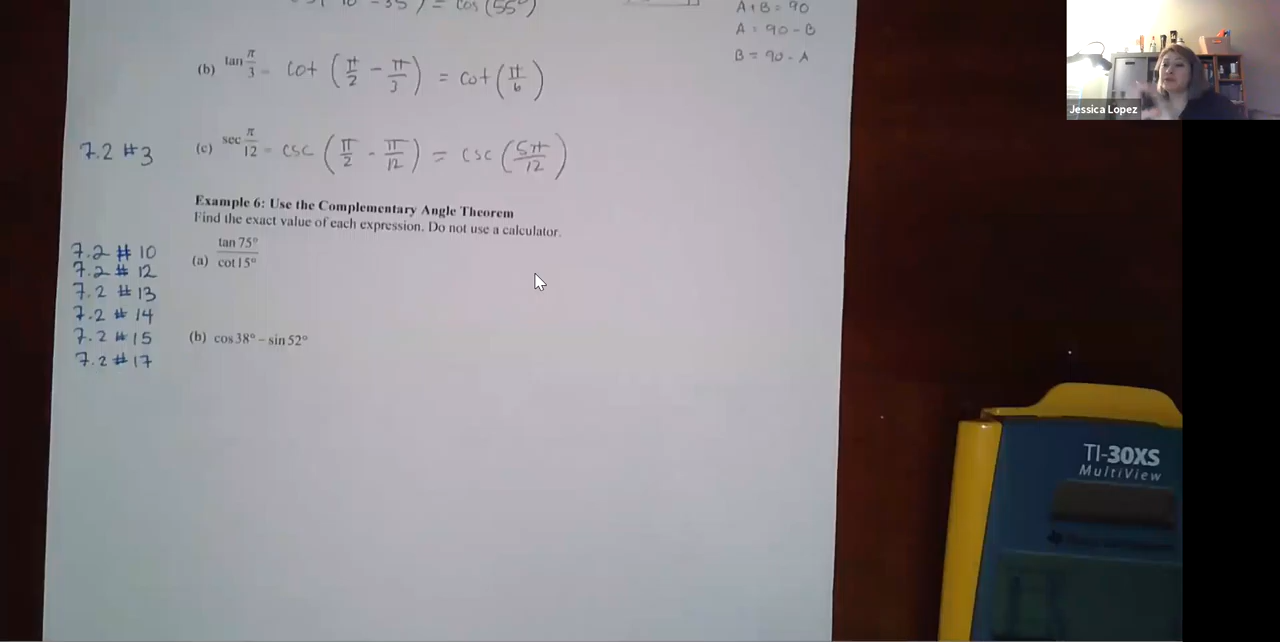 - 35°) = cos (55°)
A + B = 90
A = 90 - B
B = 90 - A
(b) tan π/3 = cot (π/2 - π/3) = cot (π/6)
Jessica Lopez
7.2 #3 (c) sec π/12 = csc (π/2 - π/12) = csc (5π/12)
Example 6: Use the Complementary Angle Theorem
Find the exact value of each expression. Do not use a calculator.
7.2 # 10
7.2 # 12
(a) tan 75° / cot 15°
7.2 #13
7.2 # 14
7.2 # 15
(b) cos 38° – sin 52°
7.2 #17
TI-30XS
MultiView